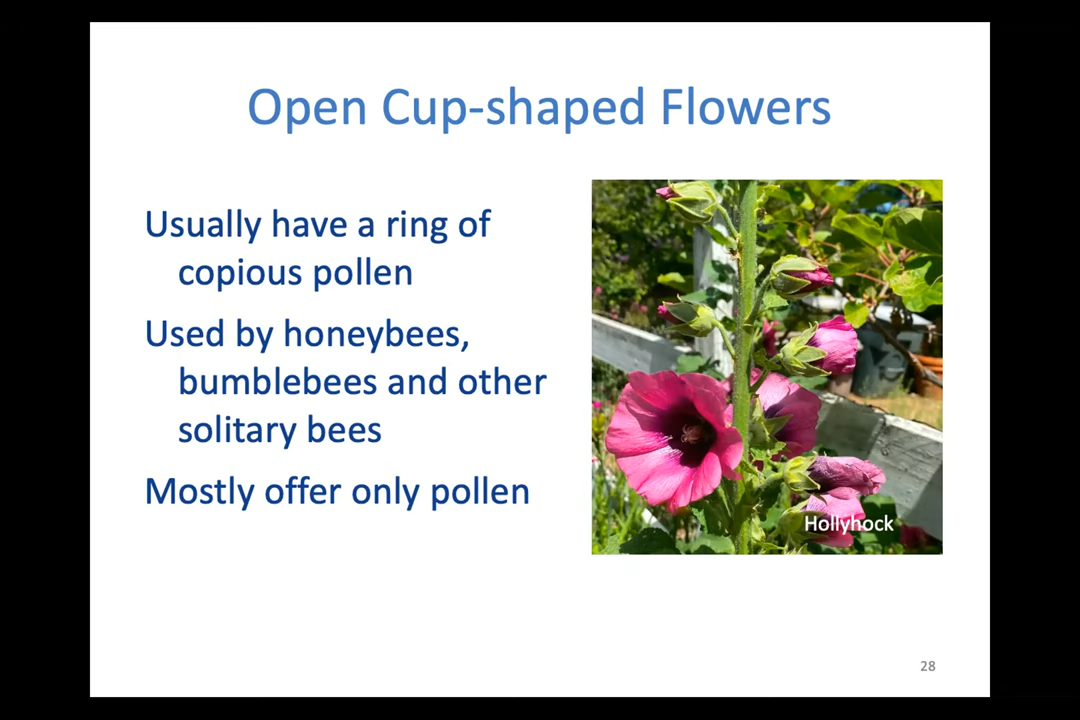 Open Cup-shaped Flowers
Usually have a ring of
copious pollen
Used by honeybees,
bumblebees and other
solitary bees
Mostly offer only pollen
Hollyhock
28